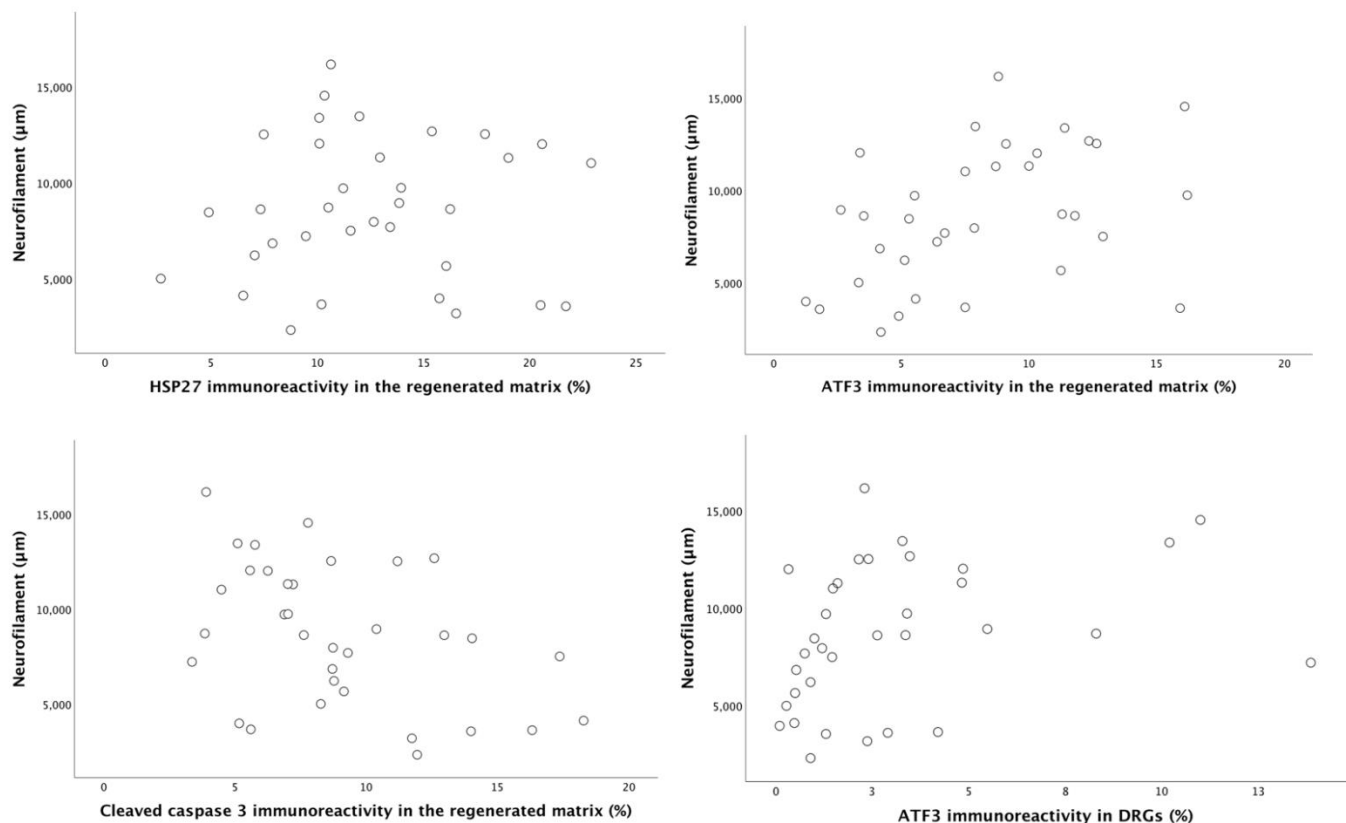 Neurofilament (µm)
15,000
10,000
5,000
0 5 10 15 20 25
HSP27 immunoreactivity in the regenerated matrix (%)
Neurofilament (µm)
15,000
10,000
5,000
0 5 10 15 20
ATF3 immunoreactivity in the regenerated matrix (%)
Neurofilament (µm)
15,000
10,000
5,000
0 5 10 15 20
Cleaved caspase 3 immunoreactivity in the regenerated matrix (%)
Neurofilament (µm)
15,000
10,000
5,000
0 3 5 8 10 13
ATF3 immunoreactivity in DRGs (%)